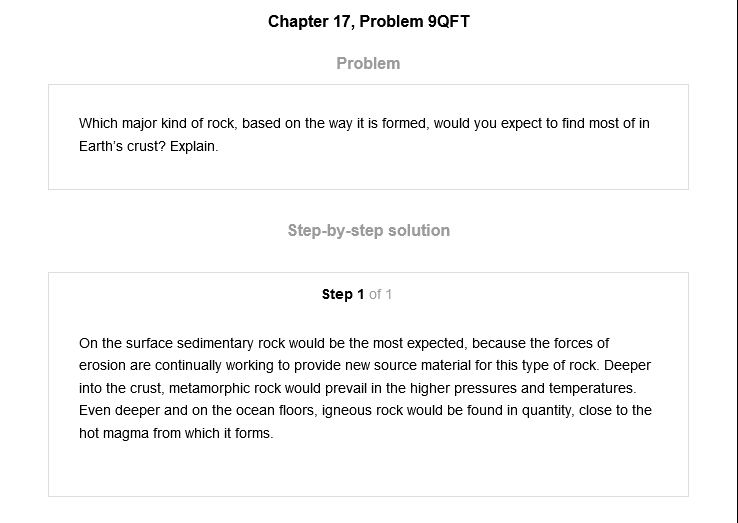 Chapter 17, Problem 9QFT
Problem
Which major kind of rock, based on the way it is formed, would you expect to find most of in
Earth's crust? Explain.
Step-by-step solution
Step 1 of 1
On the surface sedimentary rock would be the most expected, because the forces of
erosion are continually working to provide new source material for this type of rock. Deeper
into the crust, metamorphic rock would prevail in the higher pressures and temperatures.
Even deeper and on the ocean floors, igneous rock would be found in quantity, close to the
hot magma from which it forms.